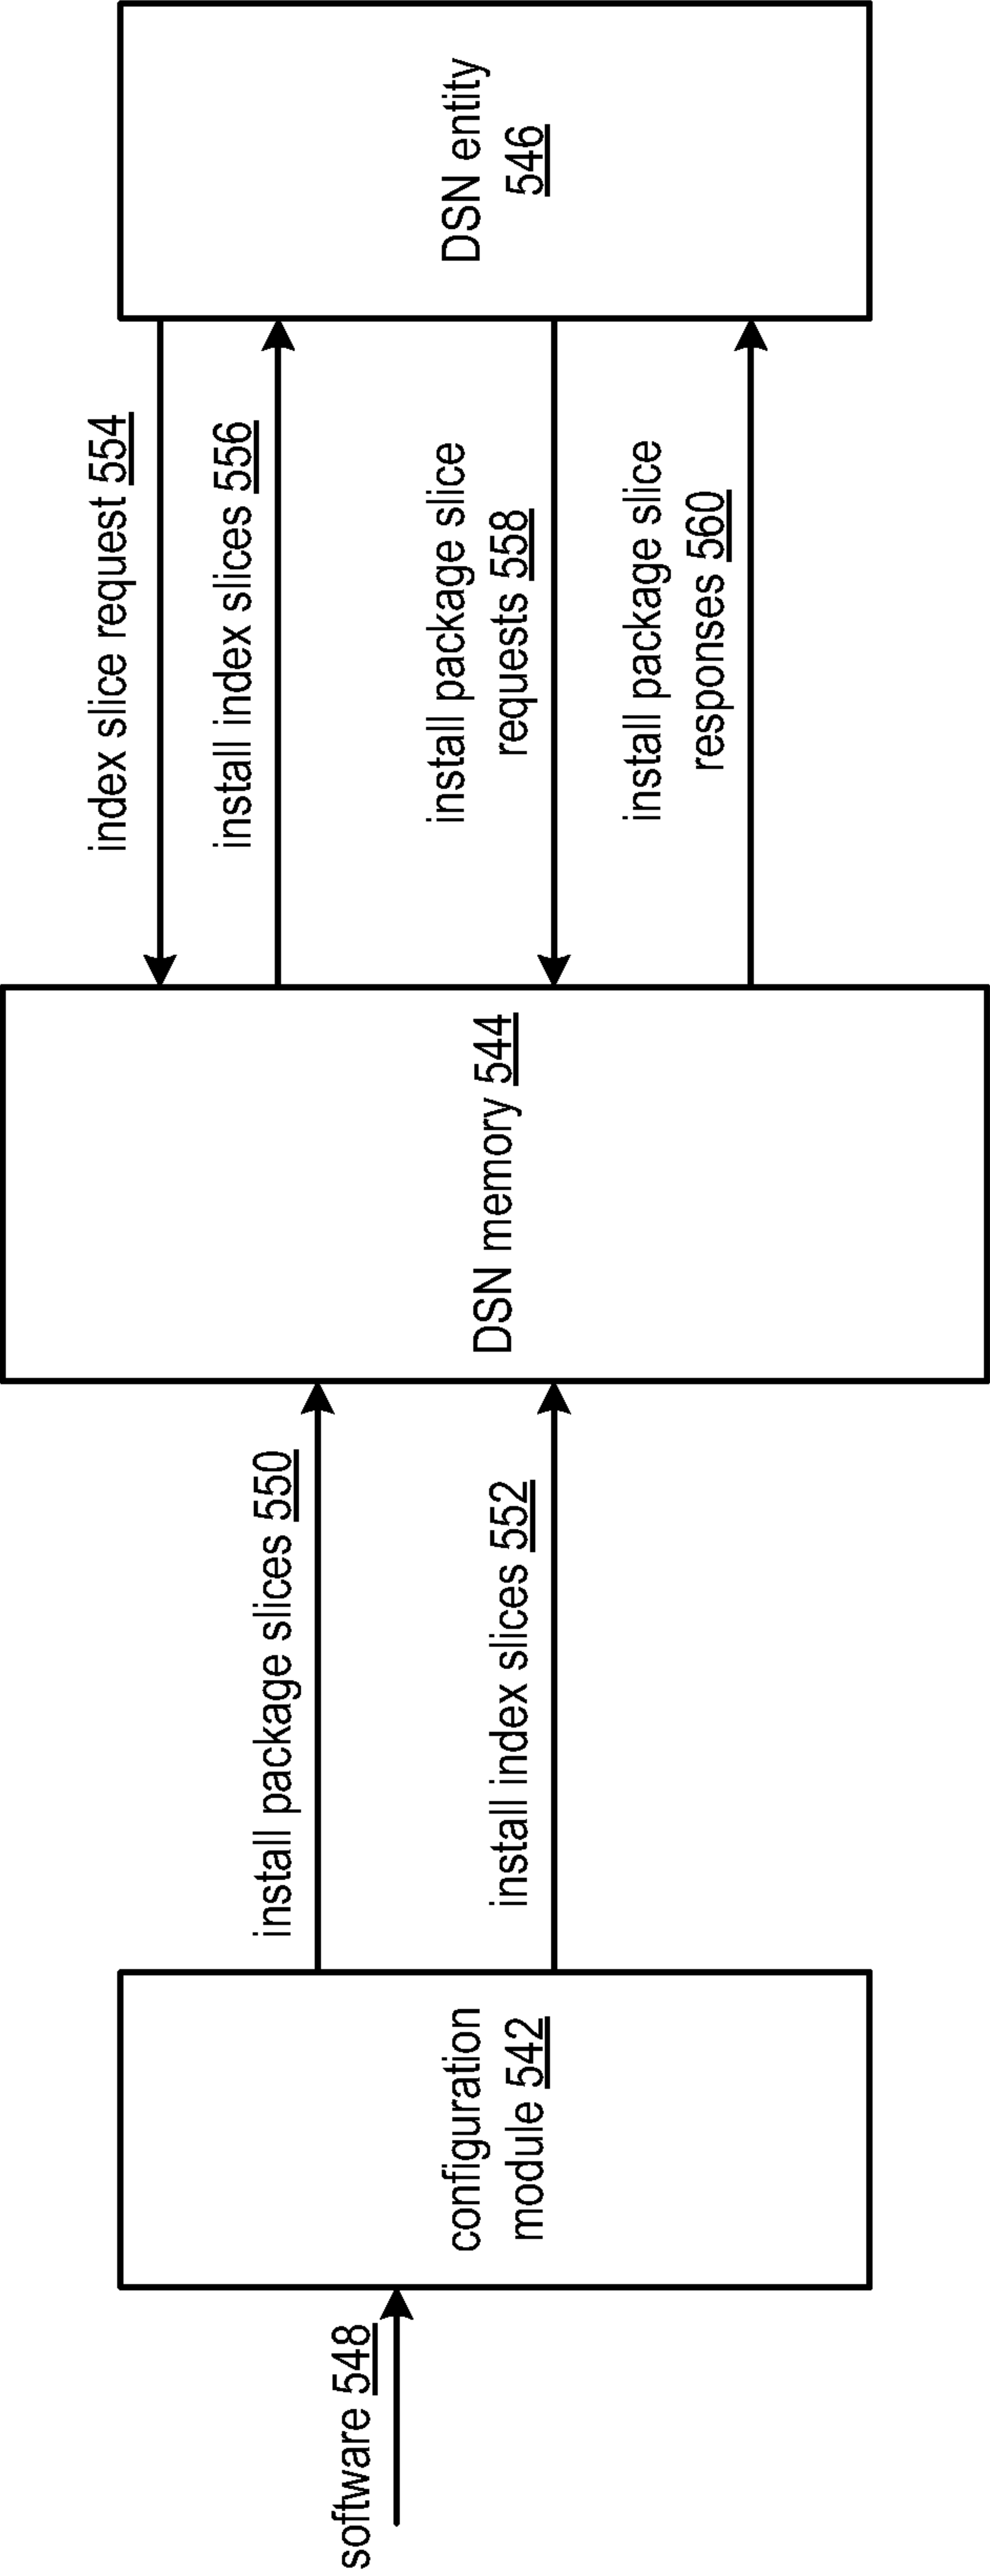 software 548
configuration
module 542
install package slices 550
install index slices 552
DSN memory 544
index slice request 554
install index slices 556
install package slice
requests 558
install package slice
responses 560
DSN entity
546